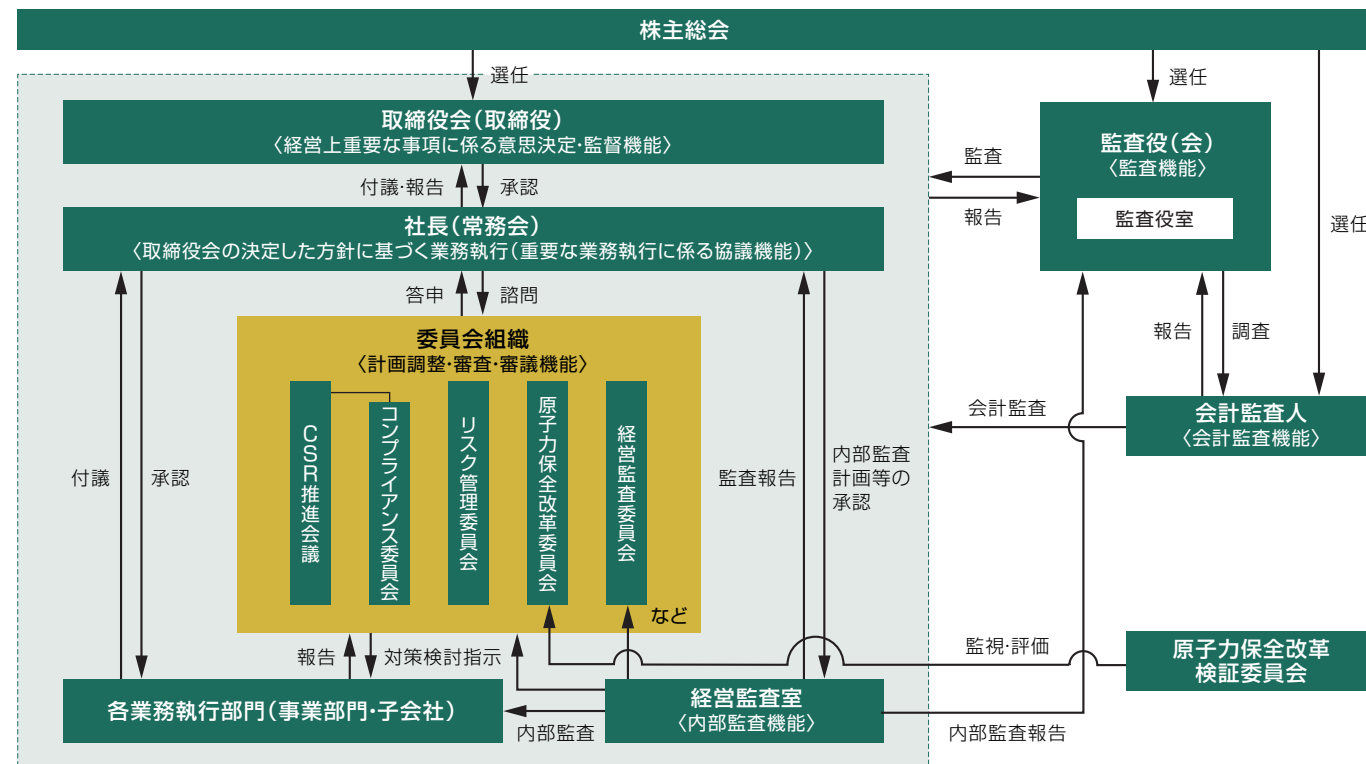 株主総会
選任
選任
選任
取締役会(取締役)
〈経営上重要な事項に係る意思決定・監督機能〉
監査役(会)
〈監査機能〉
監査役室
監査
報告
付議・報告
承認
社長(常務会)
〈取締役会の決定した方針に基づく業務執行(重要な業務執行に係る協議機能)〉
答申
諮問
委員会組織
〈計画調整・審査・審議機能〉
CSR推進会議
コンプライアンス委員会
リスク管理委員会
原子力保全改革委員会
経営監査委員会
など
付議
承認
監査報告
内部監査
計画等の
承認
報告
調査
会計監査
会計監査人
〈会計監査機能〉
報告
対策検討指示
監視・評価
原子力保全改革
検証委員会
各業務執行部門(事業部門・子会社)
内部監査
経営監査室
〈内部監査機能〉
内部監査報告